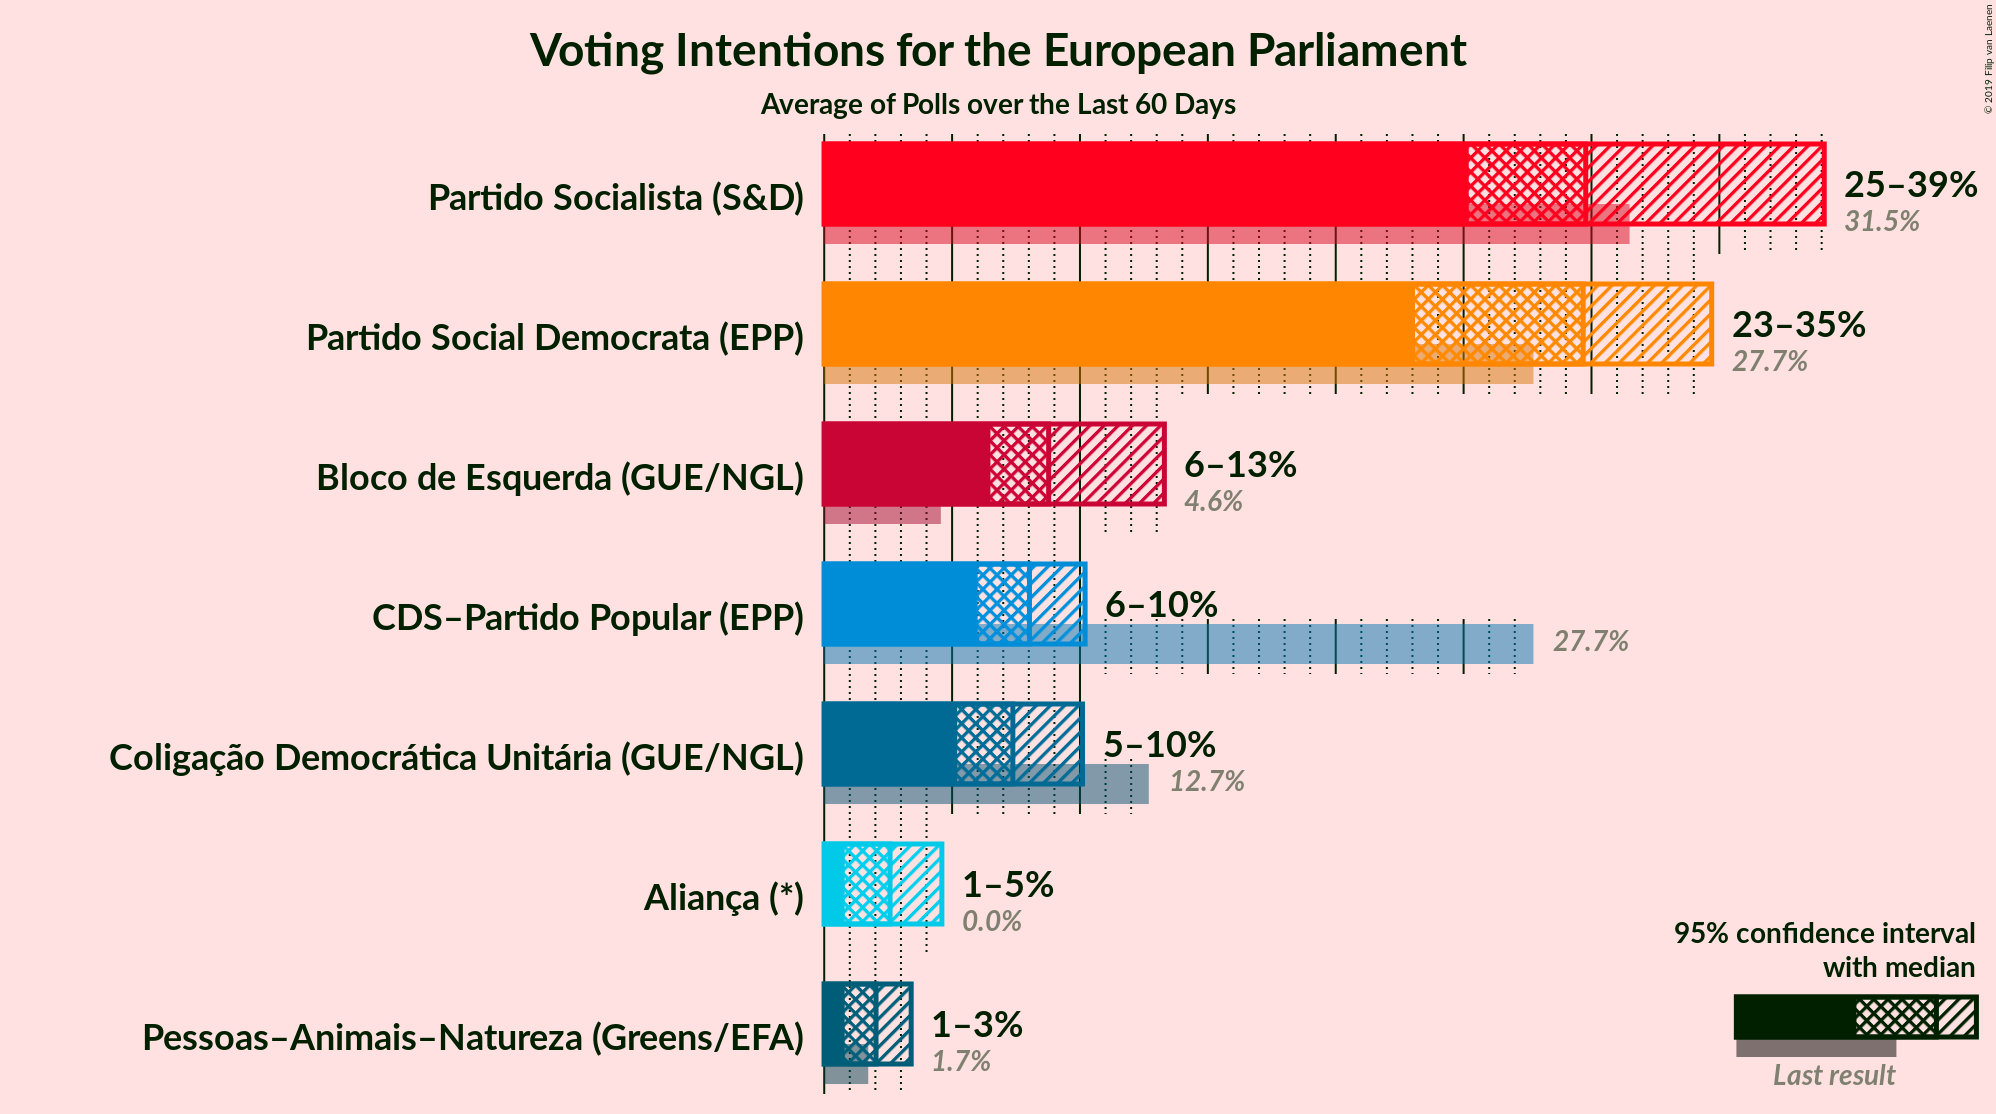 Voting Intentions for the European Parliament
Average of Polls over the Last 60 Days
© 2019 Filip van Laenen
Partido Socialista (S&D)
25–39%
31.5%
Partido Social Democrata (EPP)
23–35%
27.7%
Bloco de Esquerda (GUE/NGL)
6–13%
4.6%
CDS–Partido Popular (EPP)
6–10%
27.7%
Coligação Democrática Unitária (GUE/NGL)
5–10%
12.7%
Aliança (*)
1–5%
0.0%
Pessoas–Animais–Natureza (Greens/EFA)
1–3%
1.7%
95% confidence interval
with median
Last result